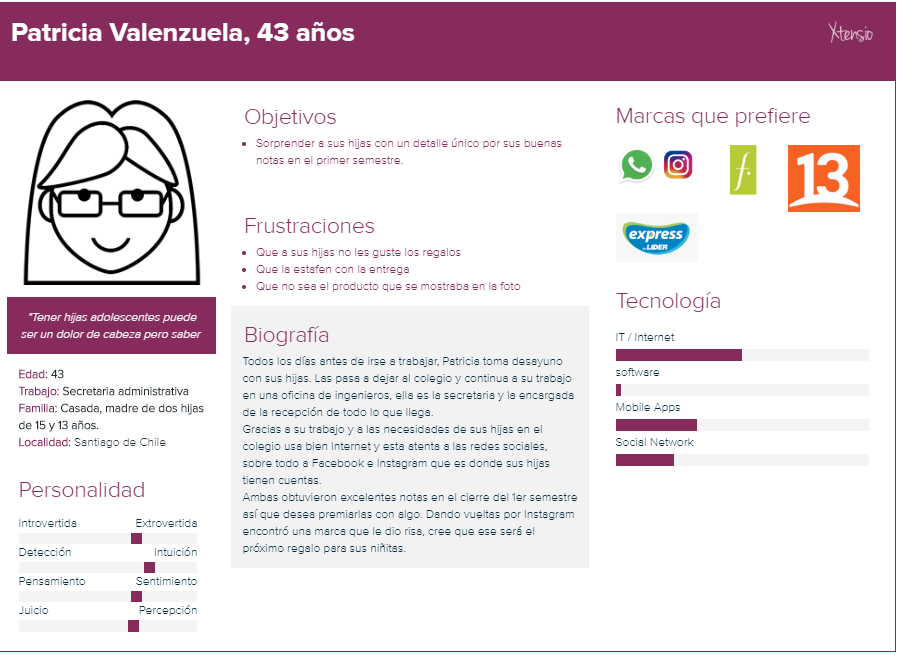 Patricia Valenzuela, 43 años
Xtensio
"Tener hijas adolescentes puede
ser un dolor de cabeza pero saber
Edad: 43
Trabajo: Secretaria administrativa
Familia: Casada, madre de dos hijas
de 15 y 13 años.
Localidad: Santiago de Chile
Personalidad
Introvertida Extrovertida
Detección Intuición
Pensamiento Sentimiento
Juicio Percepción
Objetivos
Sorprender a sus hijas con un detalle único por sus buenas
notas en el primer semestre.
Frustraciones
Que a sus hijas no les guste los regalos
Que la estafen con la entrega
Que no sea el producto que se mostraba en la foto
Biografía
Todos los días antes de irse a trabajar, Patricia toma desayuno
con sus hijas. Las pasa a dejar al colegio y continua a su trabajo
en una oficina de ingenieros, ella es la secretaria y la encargada
de la recepción de todo lo que llega.
Gracias a su trabajo y a las necesidades de sus hijas en el
colegio usa bien Internet y esta atenta a las redes sociales,
sobre todo a Facebook e Instagram que es donde sus hijas
tienen cuentas.
Ambas obtuvieron excelentes notas en el cierre del 1er semestre
así que desea premiarlas con algo. Dando vueltas por Instagram
encontró una marca que le dio risa, cree que ese será el
próximo regalo para sus niñitas.
Marcas que prefiere
f.
13
express
LIDER
Tecnología
IT / Internet
software
Mobile Apps
Social Network